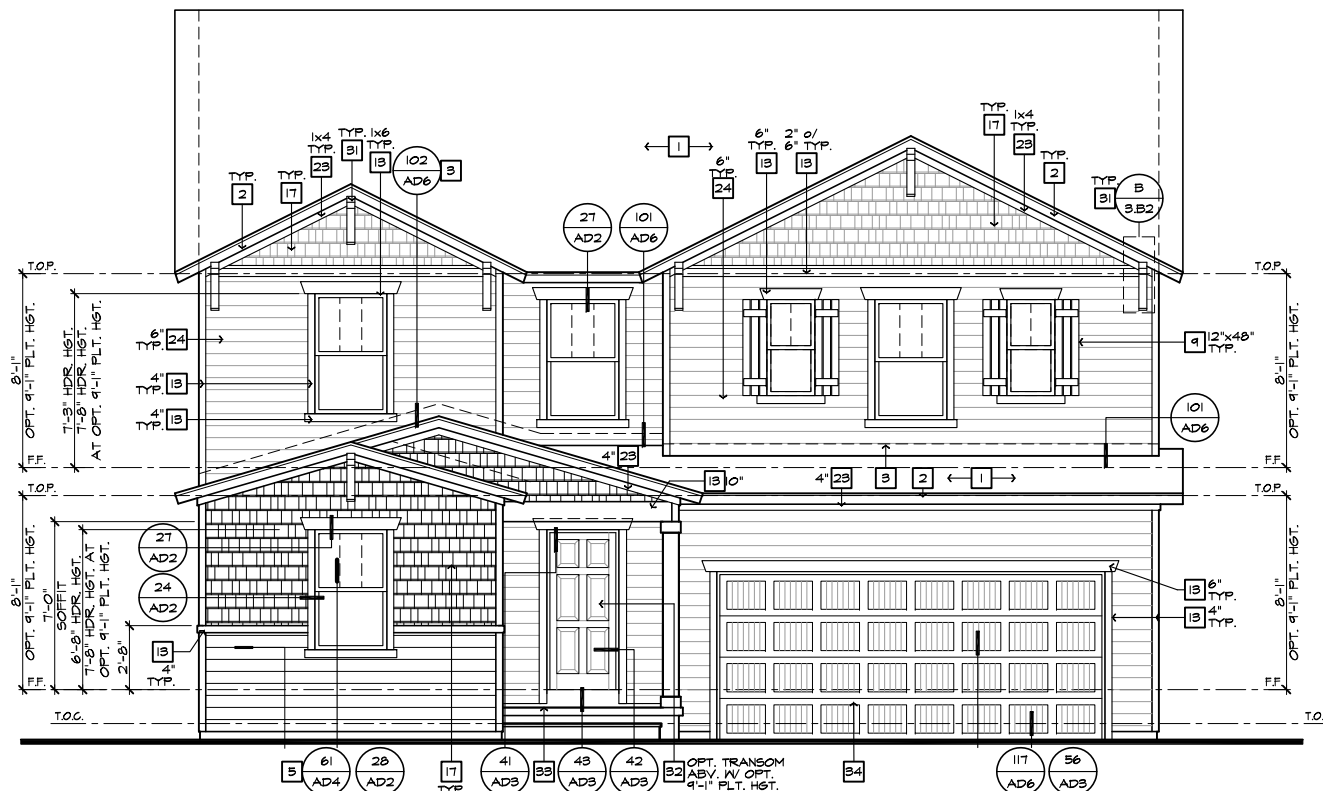 1x4
TYP.
23
TYP.
31
1x6
TYP.
13
102
AD6
3
TYP.
2
TYP.
17
1
6"
TYP.
13
2" o/
6" TYP.
13
6"
TYP.
24
TYP.
17
1x4
TYP.
23
TYP.
2
TYP.
31
B
3.B2
27
AD2
101
AD6
T.O.P.
T.O.P.
8'-1"
OPT. 9'-1" PLT. HGT.
7'-3" HDR. HGT.
7'-8" HDR. HGT.
AT OPT. 9'-1" PLT. HGT.
6"
TYP.
24
4"
TYP.
13
4"
TYP.
13
9
12"x48"
TYP.
8'-1"
OPT. 9'-1" PLT. HGT.
101
AD6
F.F.
F.F.
4"
23
13
10"
4"
23
3
2
1
T.O.P.
T.O.P.
8'-1"
OPT. 9'-1" PLT. HGT.
7'-0"
SOFFIT
6'-8" HDR. HGT.
7'-8" HDR. HGT. AT
OPT. 9'-1" PLT. HGT.
2'-8"
27
AD2
24
AD2
13
4"
TYP.
13
6"
TYP.
13
4"
TYP.
8'-1"
OPT. 9'-1" PLT. HGT.
F.F.
F.F.
T.O.C.
T.O.
5
61
AD4
28
AD2
17
TYP.
41
AD3
33
43
AD3
42
AD3
32
OPT. TRANSOM
ABV. W/ OPT.
9'-1" PLT. HGT.
34
117
AD6
56
AD3